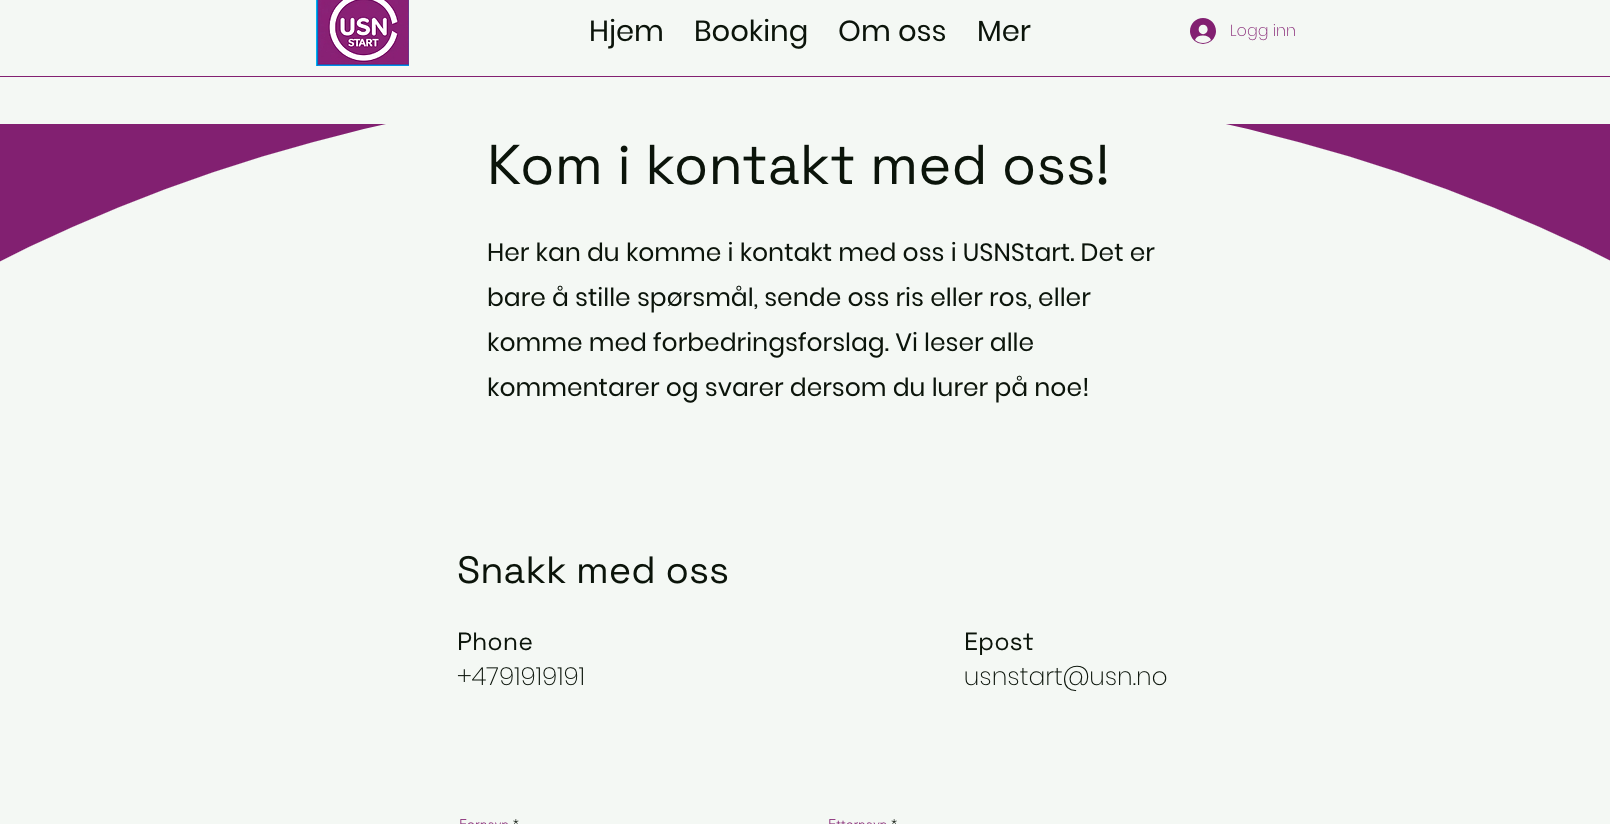 USN
START
Hjem Booking Om oss Mer
Logg inn
Kom i kontakt med oss!
Her kan du komme i kontakt med oss i USNStart. Det er
bare å stille spørsmål, sende oss ris eller ros, eller
komme med forbedringsforslag. Vi leser alle
kommentarer og svarer dersom du lurer på noe!
Snakk med oss
Phone
+4791919191
Epost
usnstart@usn.no